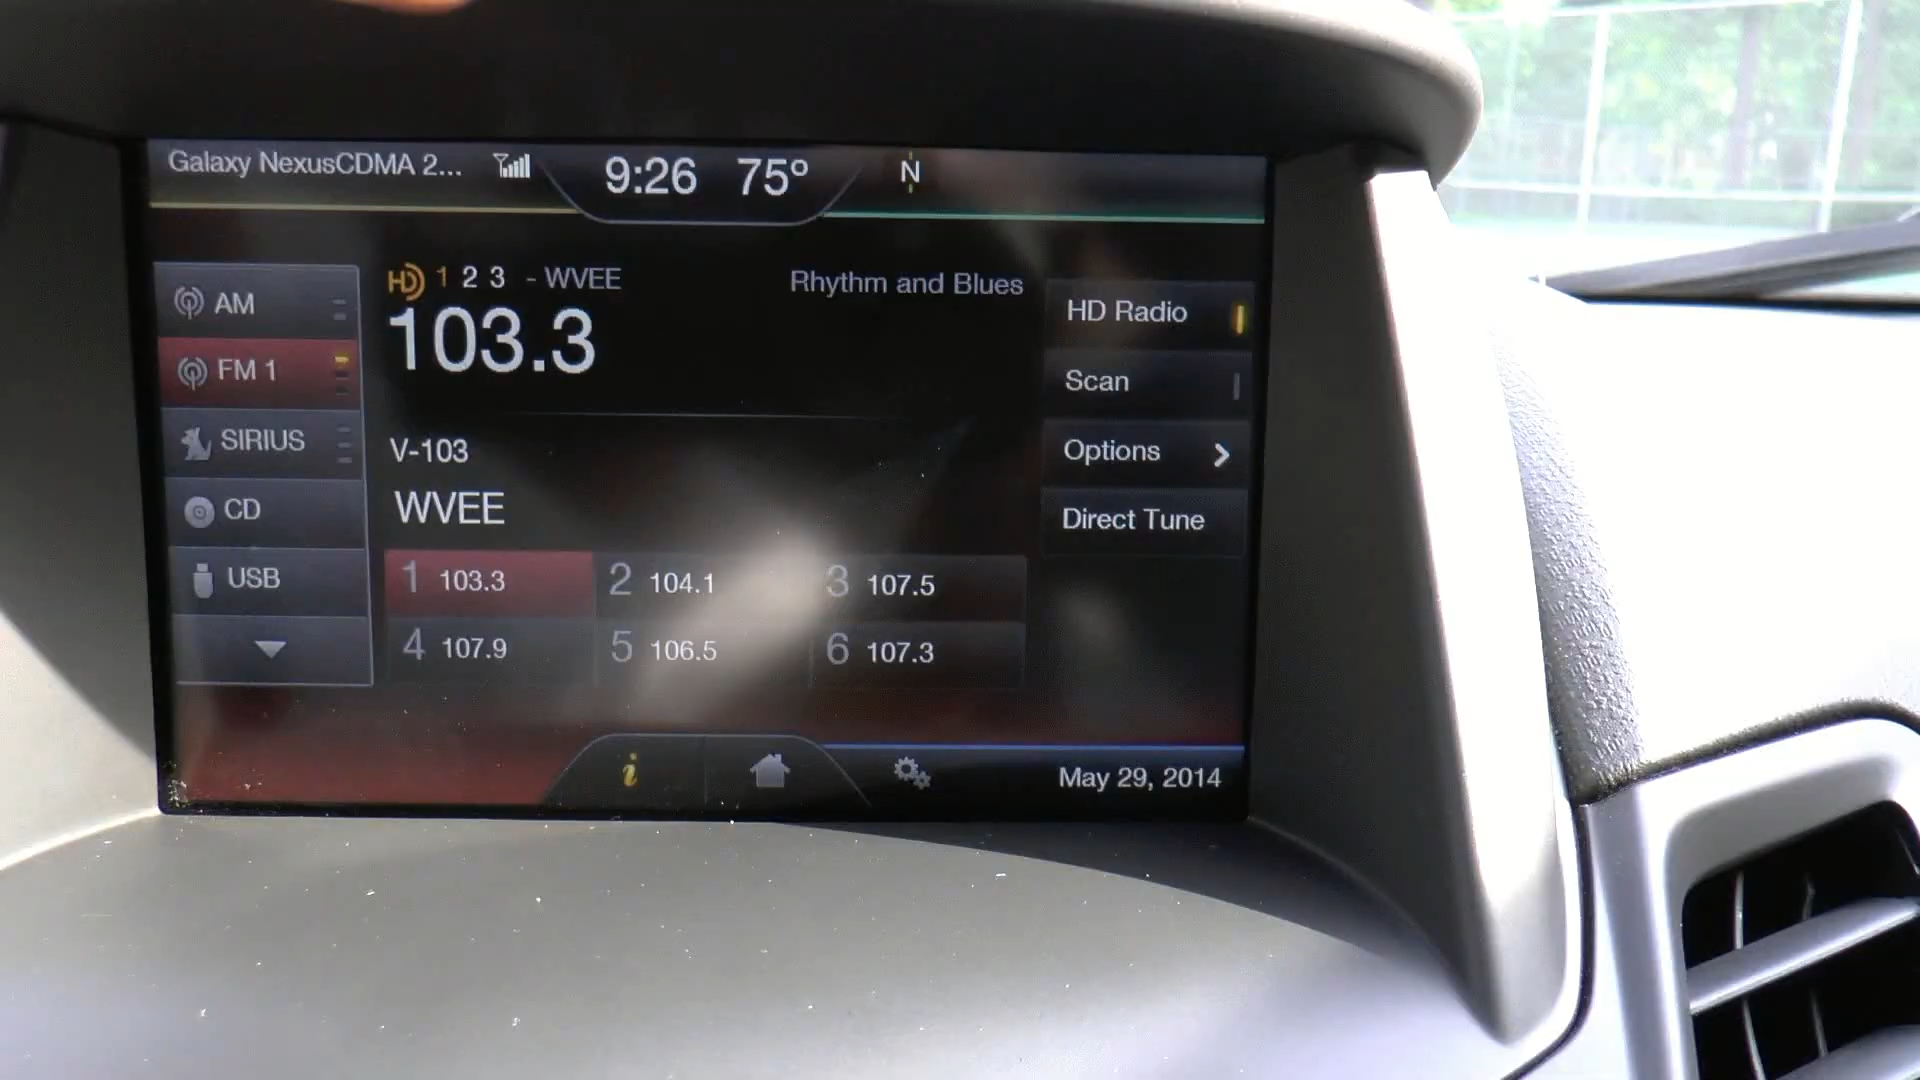 Galaxy NexusCDMA 2...
9:26 75° N
HD 1 2 3 - WVEE
Rhythm and Blues
103.3
V-103
WVEE
AM
FM 1
SIRIUS
CD
USB
1 103.3
2 104.1
3 107.5
4 107.9
5 106.5
6 107.3
HD Radio
Scan
Options
Direct Tune
i
May 29, 2014